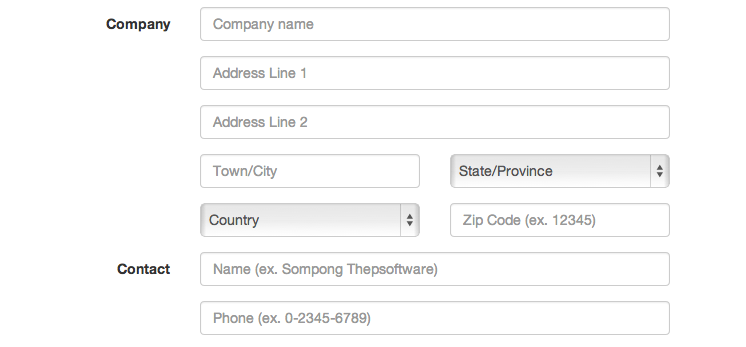 Company Company name
Address Line 1
Address Line 2
Town/City State/Province
Country Zip Code (ex. 12345)
Contact Name (ex. Sompong Thepsoftware)
Phone (ex. 0-2345-6789)